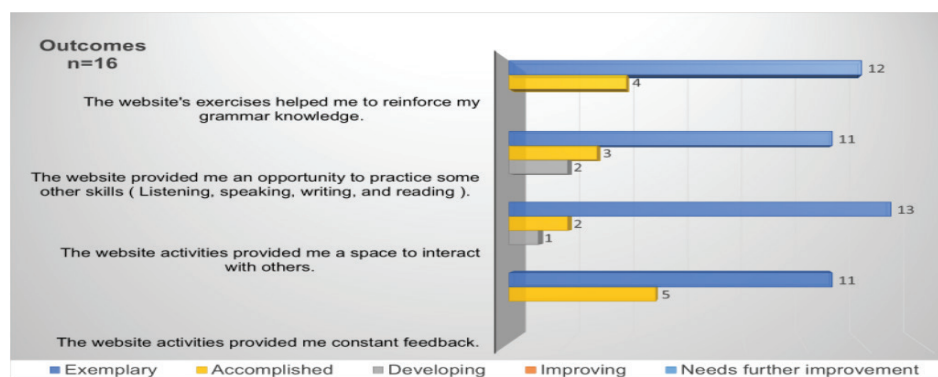 Outcomes
n=16
12
4
The website's exercises helped me to reinforce my
grammar knowledge.
11
3
2
The website provided me an opportunity to practice some
other skills ( Listening, speaking, writing, and reading ).
13
2
1
The website activities provided me a space to interact
with others.
11
5
The website activities provided me constant feedback.
Exemplary Accomplished Developing Improving Needs further improvement